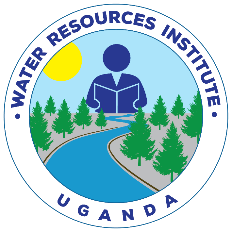 • WATER RESOURCES INSTITUTE •
UGANDA